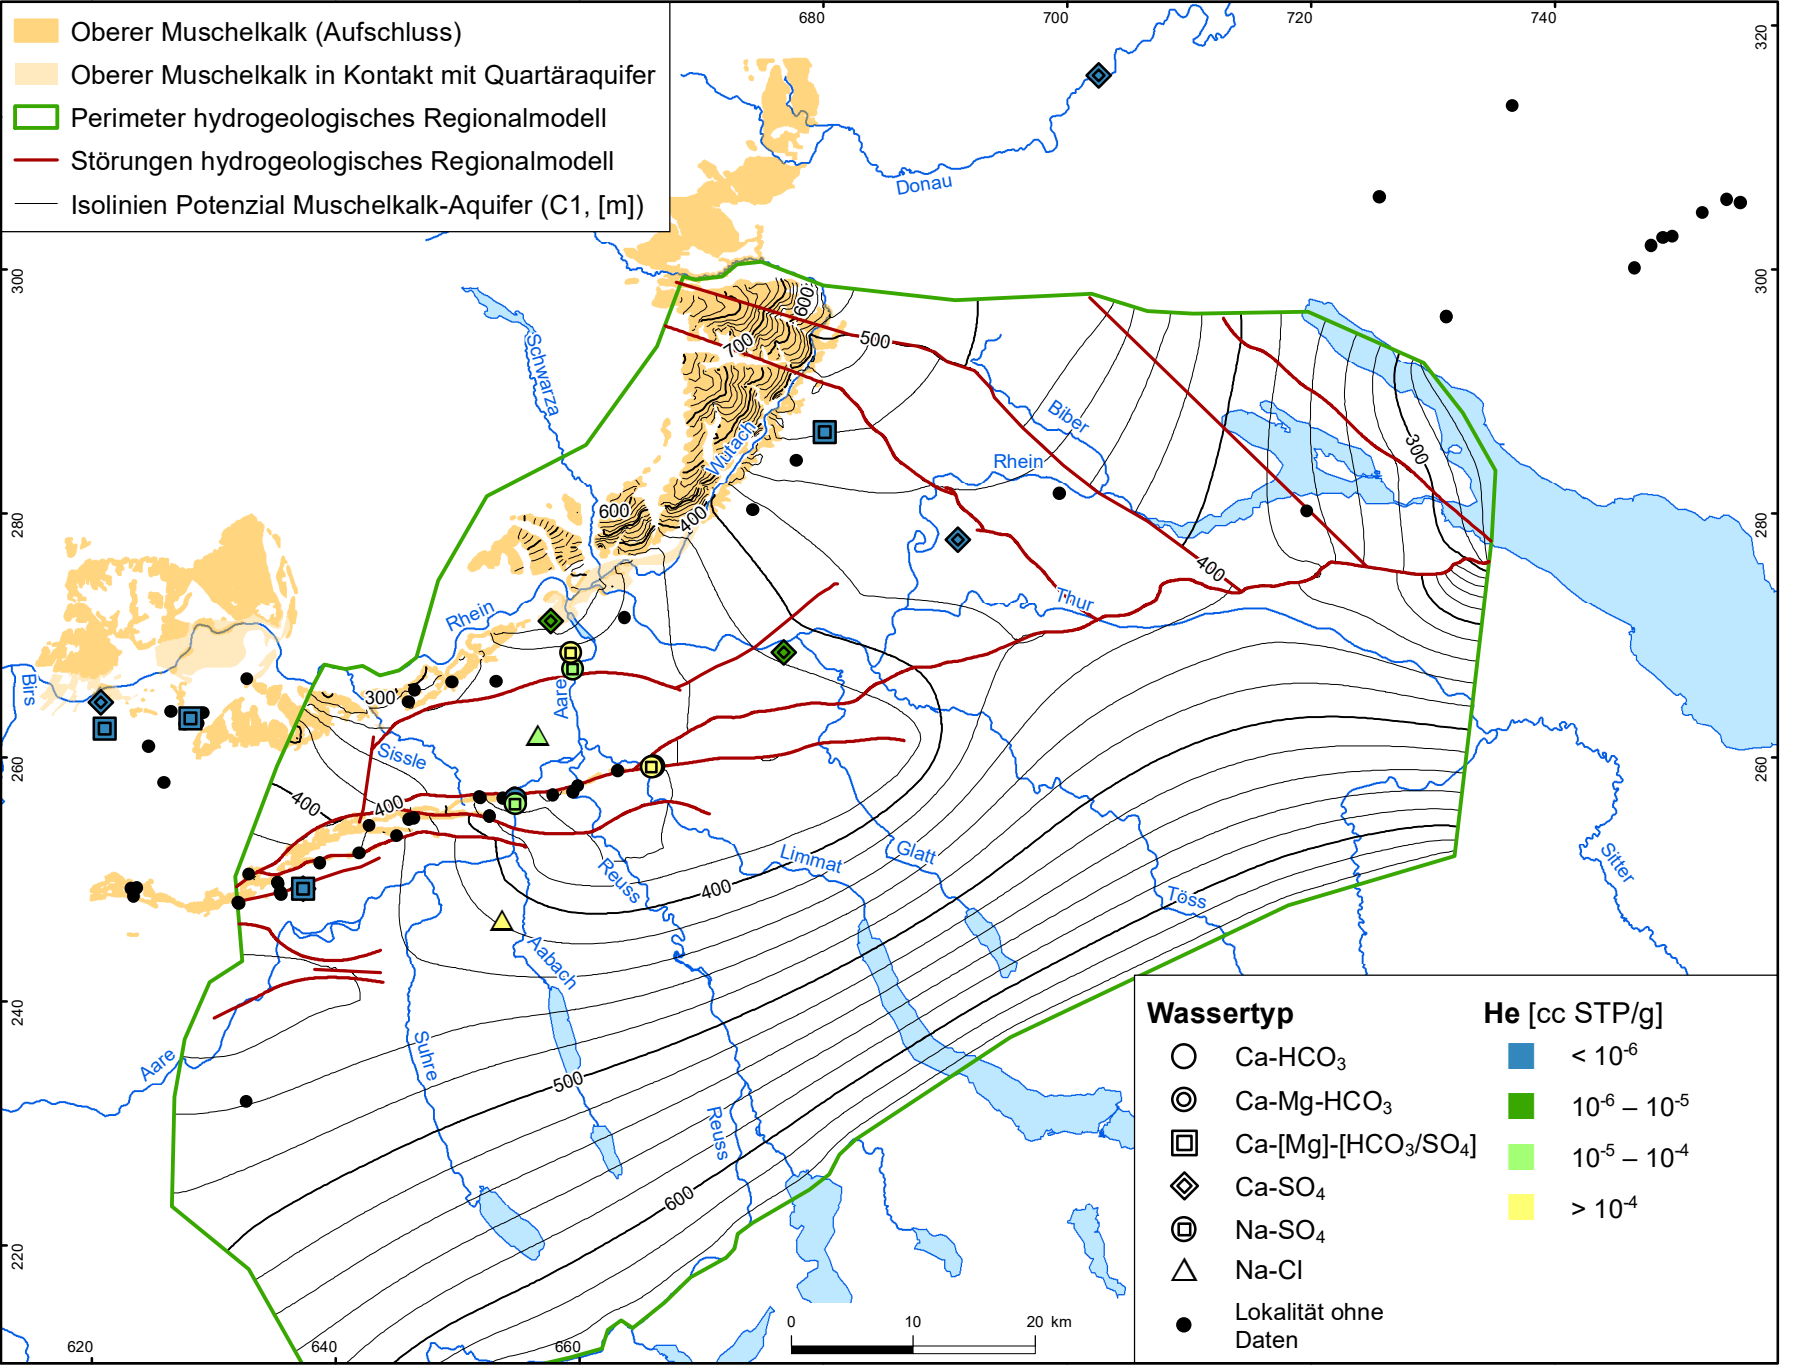 680
700
720
740
320
Oberer Muschelkalk (Aufschluss)
Oberer Muschelkalk in Kontakt mit Quartäraquifer
Perimeter hydrogeologisches Regionalmodell
Störungen hydrogeologisches Regionalmodell
Isolinien Potenzial Muschelkalk-Aquifer (C1, [m])
Donau
300
300
600
500
700
Schwarza
Biber
Wutach
Rhein
300
280
280
600
400
400
Thur
Rhein
Birs
300
Aare
Sissle
260
260
400
400
Limmat
Glatt
Reuss
400
Töss
Sitter
Aabach
240
Aare
Suhre
500
Reuss
600
220
620
640
660
0 10 20 km
Wassertyp
Ca-HCO₃
Ca-Mg-HCO₃
Ca-[Mg]-[HCO₃/SO₄]
Ca-SO₄
Na-SO₄
Na-Cl
Lokalität ohne
Daten
He [cc STP/g]
< 10⁻⁶
10⁻⁶ – 10⁻⁵
10⁻⁵ – 10⁻⁴
> 10⁻⁴